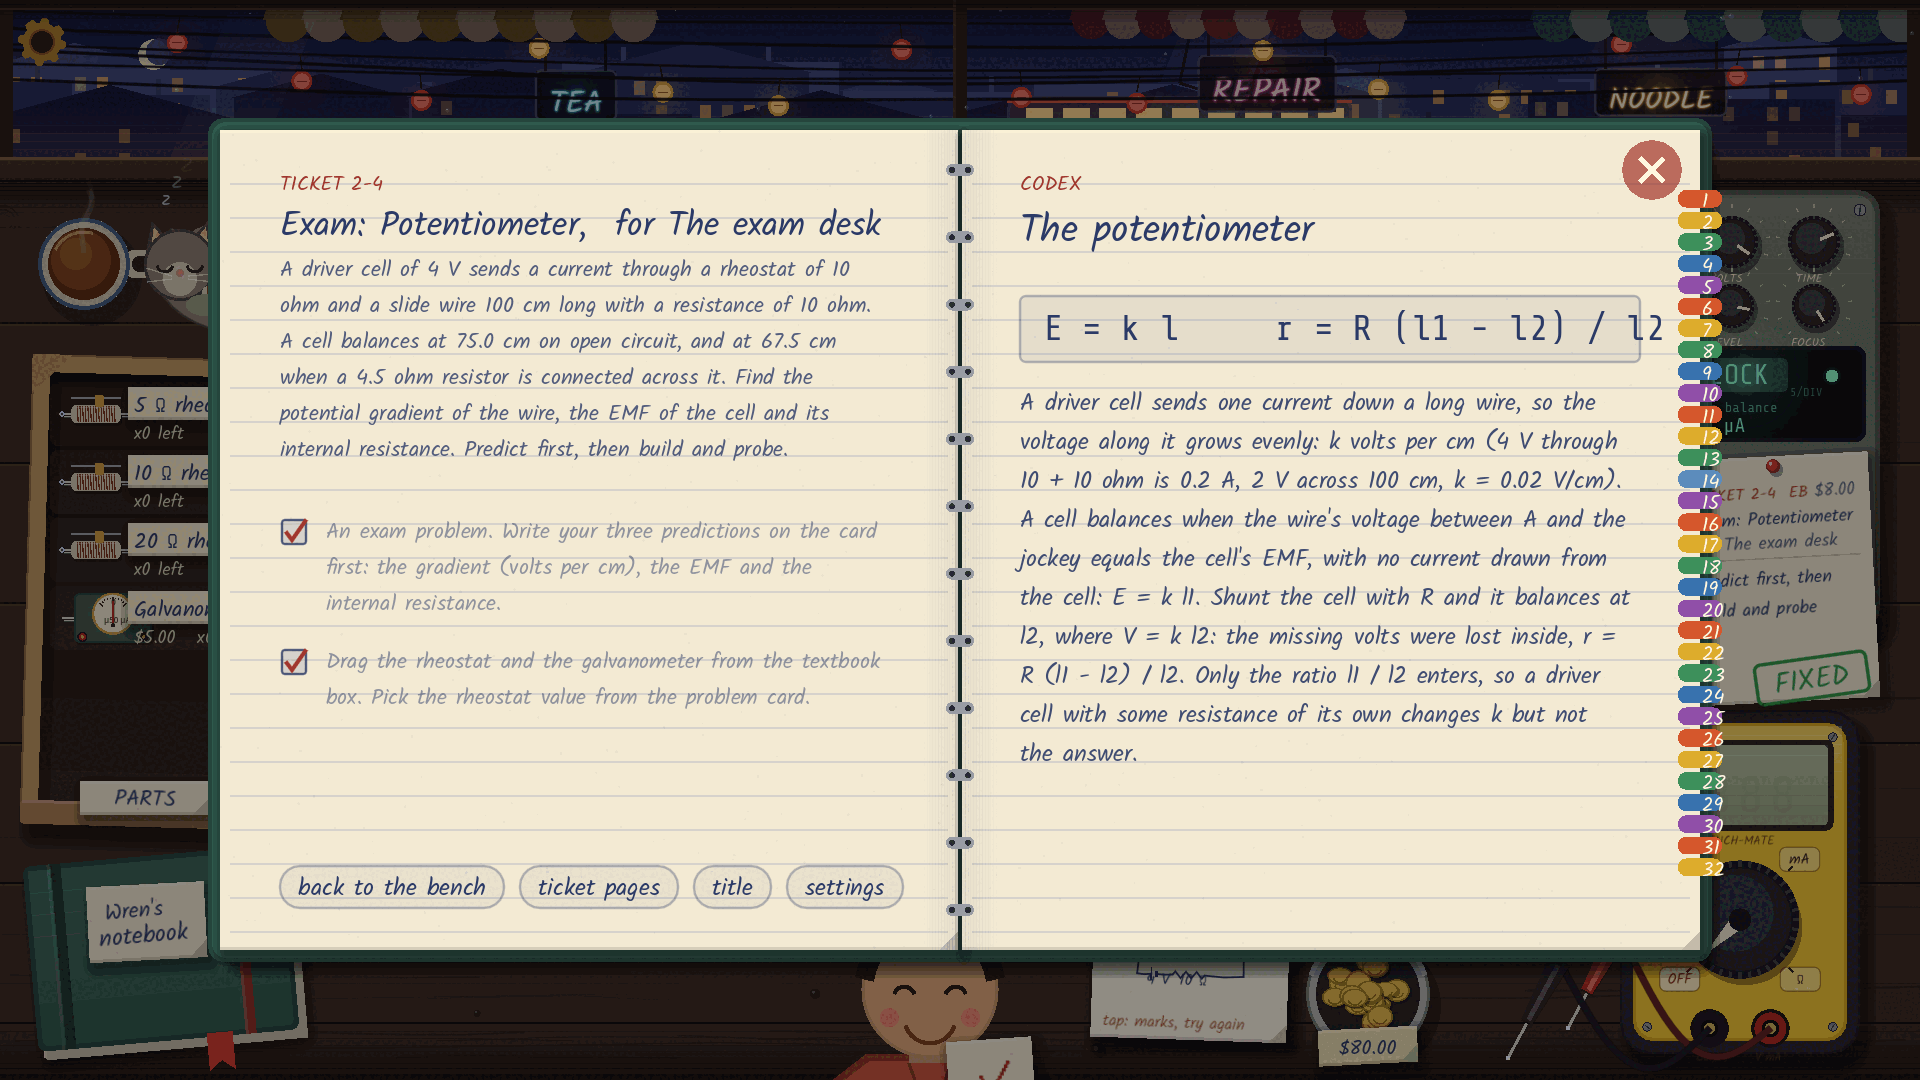 TEA
REPAIR
NOODLE
z
z
TICKET 2-4
Exam: Potentiometer, for The exam desk
A driver cell of 4 V sends a current through a rheostat of 10
ohm and a slide wire 100 cm long with a resistance of 10 ohm.
A cell balances at 75.0 cm on open circuit, and at 67.5 cm
when a 4.5 ohm resistor is connected across it. Find the
potential gradient of the wire, the EMF of the cell and its
internal resistance. Predict first, then build and probe.
An exam problem. Write your three predictions on the card
first: the gradient (volts per cm), the EMF and the
internal resistance.
Drag the rheostat and the galvanometer from the textbook
box. Pick the rheostat value from the problem card.
back to the bench
ticket pages
title
settings
CODEX
The potentiometer
E = k l r = R (l1 - l2) / l2
A driver cell sends one current down a long wire, so the
voltage along it grows evenly: k volts per cm (4 V through
10 + 10 ohm is 0.2 A, 2 V across 100 cm, k = 0.02 V/cm).
A cell balances when the wire's voltage between A and the
jockey equals the cell's EMF, with no current drawn from
the cell: E = k l1. Shunt the cell with R and it balances at
l2, where V = k l2: the missing volts were lost inside, r =
R (l1 - l2) / l2. Only the ratio l1 / l2 enters, so a driver
cell with some resistance of its own changes k but not
the answer.
1
2
3
4
5
6
7
8
9
10
11
12
13
14
15
16
17
18
19
20
21
22
23
24
25
26
27
28
29
30
31
32
5 Ω
x0 left
10 Ω
x0 left
20 Ω
x0 left
$5.00
PARTS
Wren's
notebook
TIME
FOCUS
S/DIV
balance
µA
2-4 EB $8.00
Potentiometer
The exam desk
first, then
and probe
FIXED
mA
OFF
Ω
tap: marks, try again
$80.00